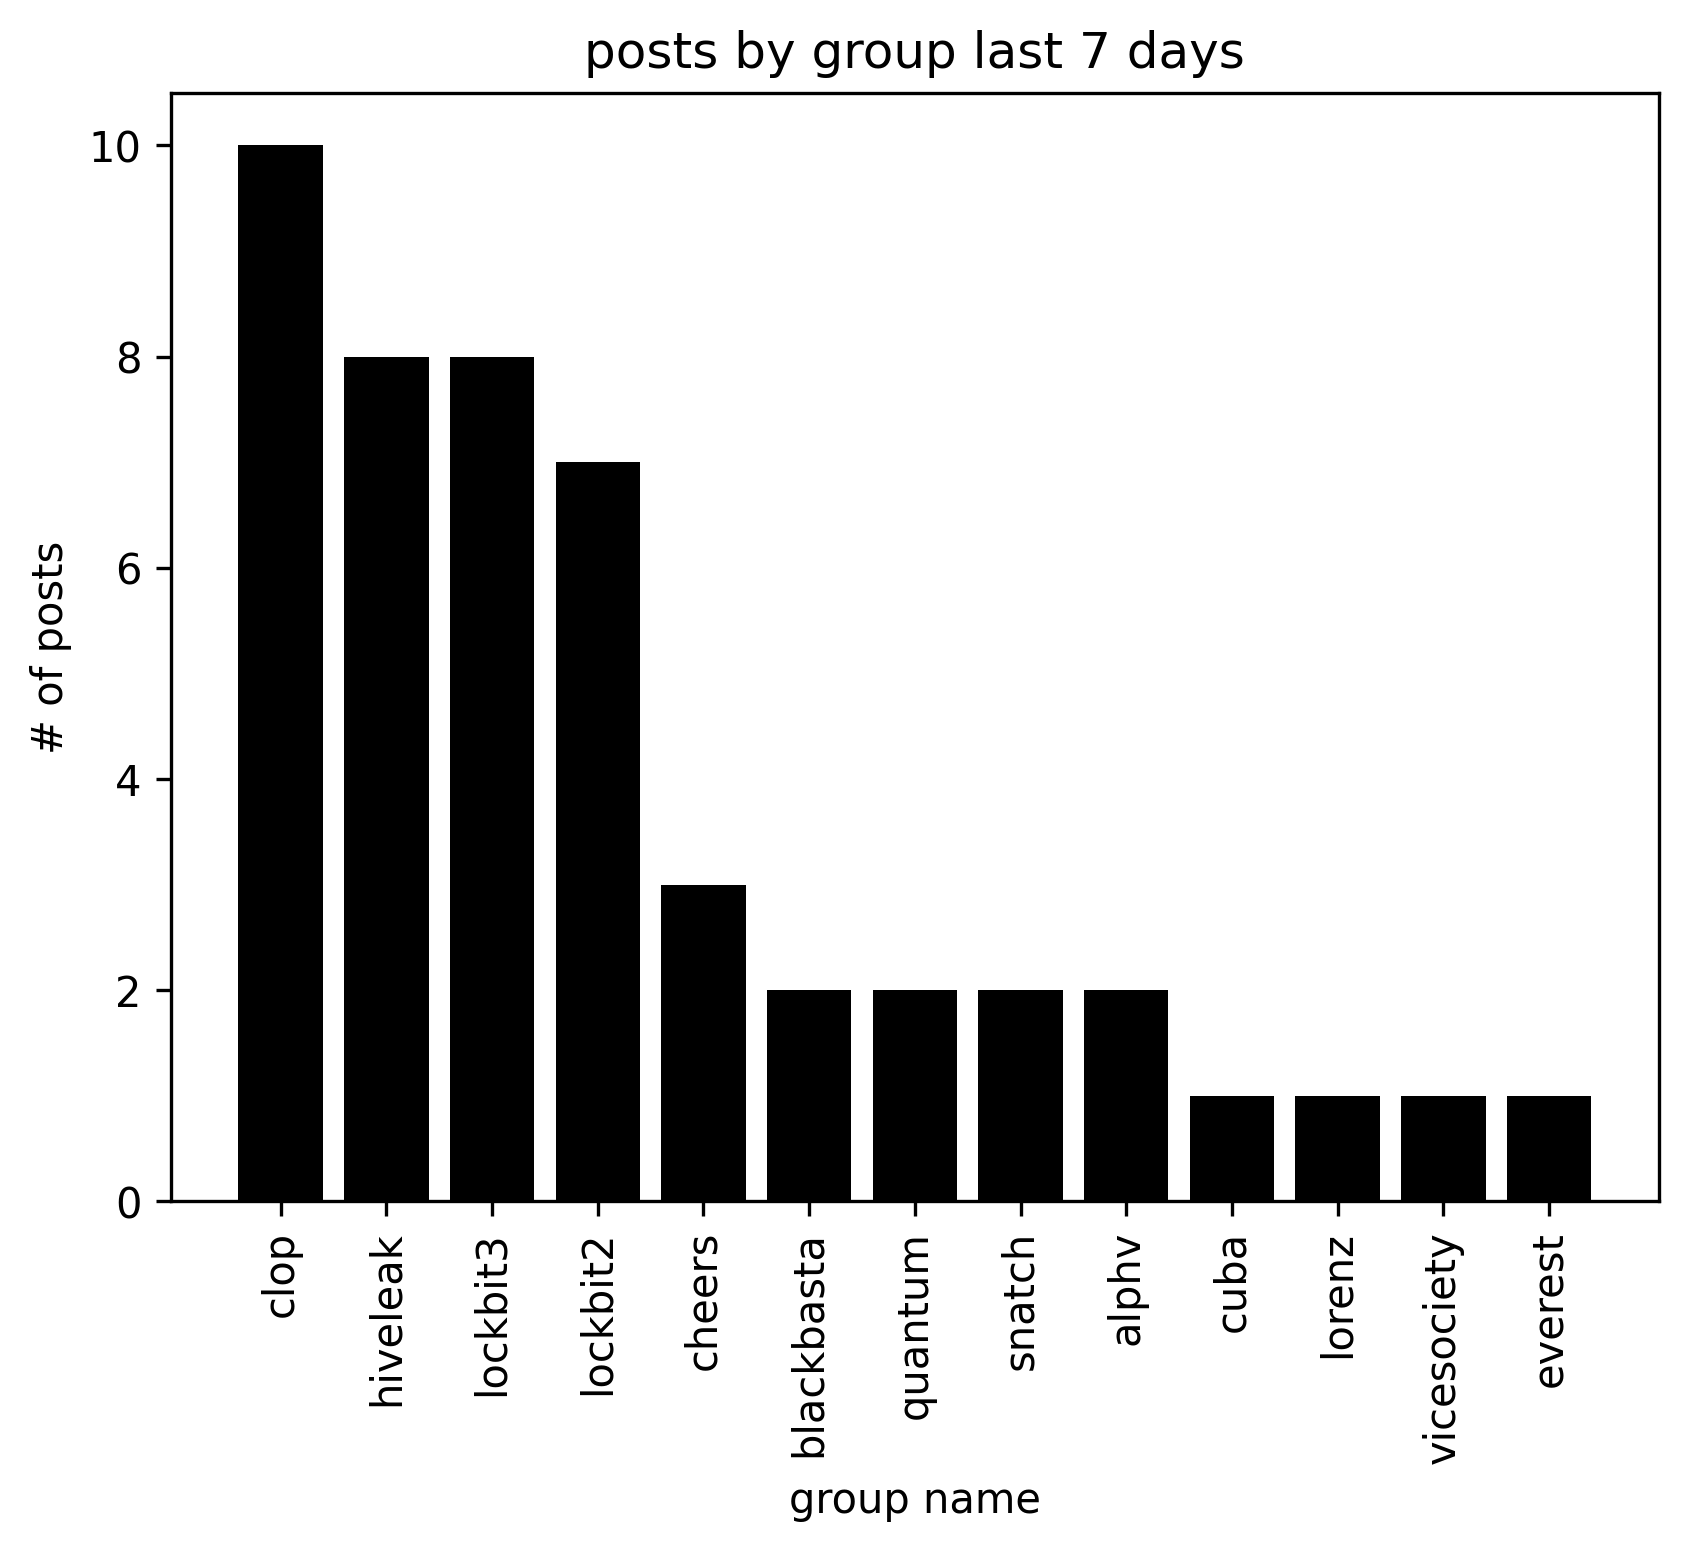 posts by group last 7 days
10
8
6
4
2
0
# of posts
clop
hiveleak
lockbit3
lockbit2
cheers
blackbasta
quantum
snatch
alphv
cuba
lorenz
vicesociety
everest
group name